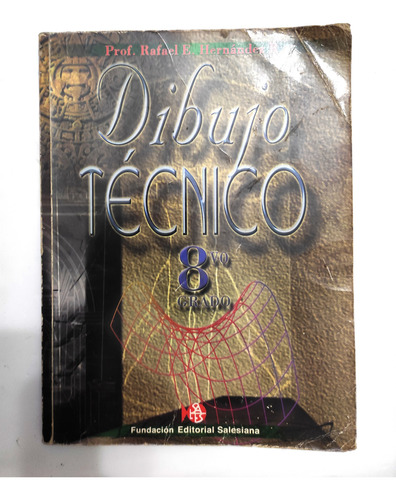 Prof. Rafael E. Hernández
Dibujo
TÉCNICO
8VO
GRADO
Fundación Editorial Salesiana